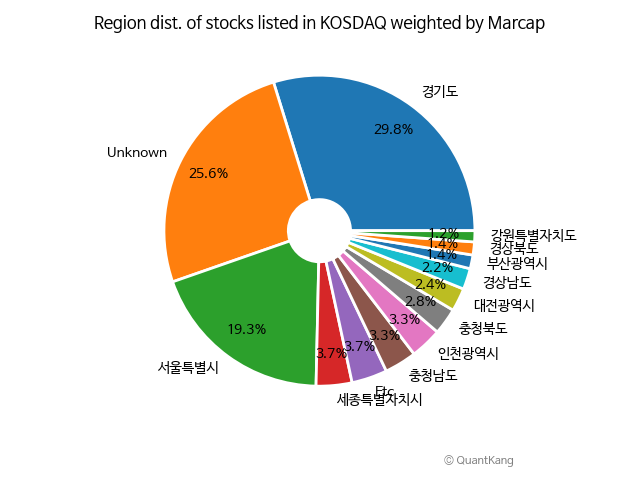 Region dist. of stocks listed in KOSDAQ weighted by Marcap
경기도
29.8%
Unknown
25.6%
서울특별시
19.3%
세종특별자치시
3.7%
Etc
3.7%
충청남도
3.3%
인천광역시
3.3%
충청북도
2.8%
대전광역시
2.4%
경상남도
2.2%
부산광역시
1.4%
경상북도
1.4%
강원특별자치도
1.2%
© QuantKang